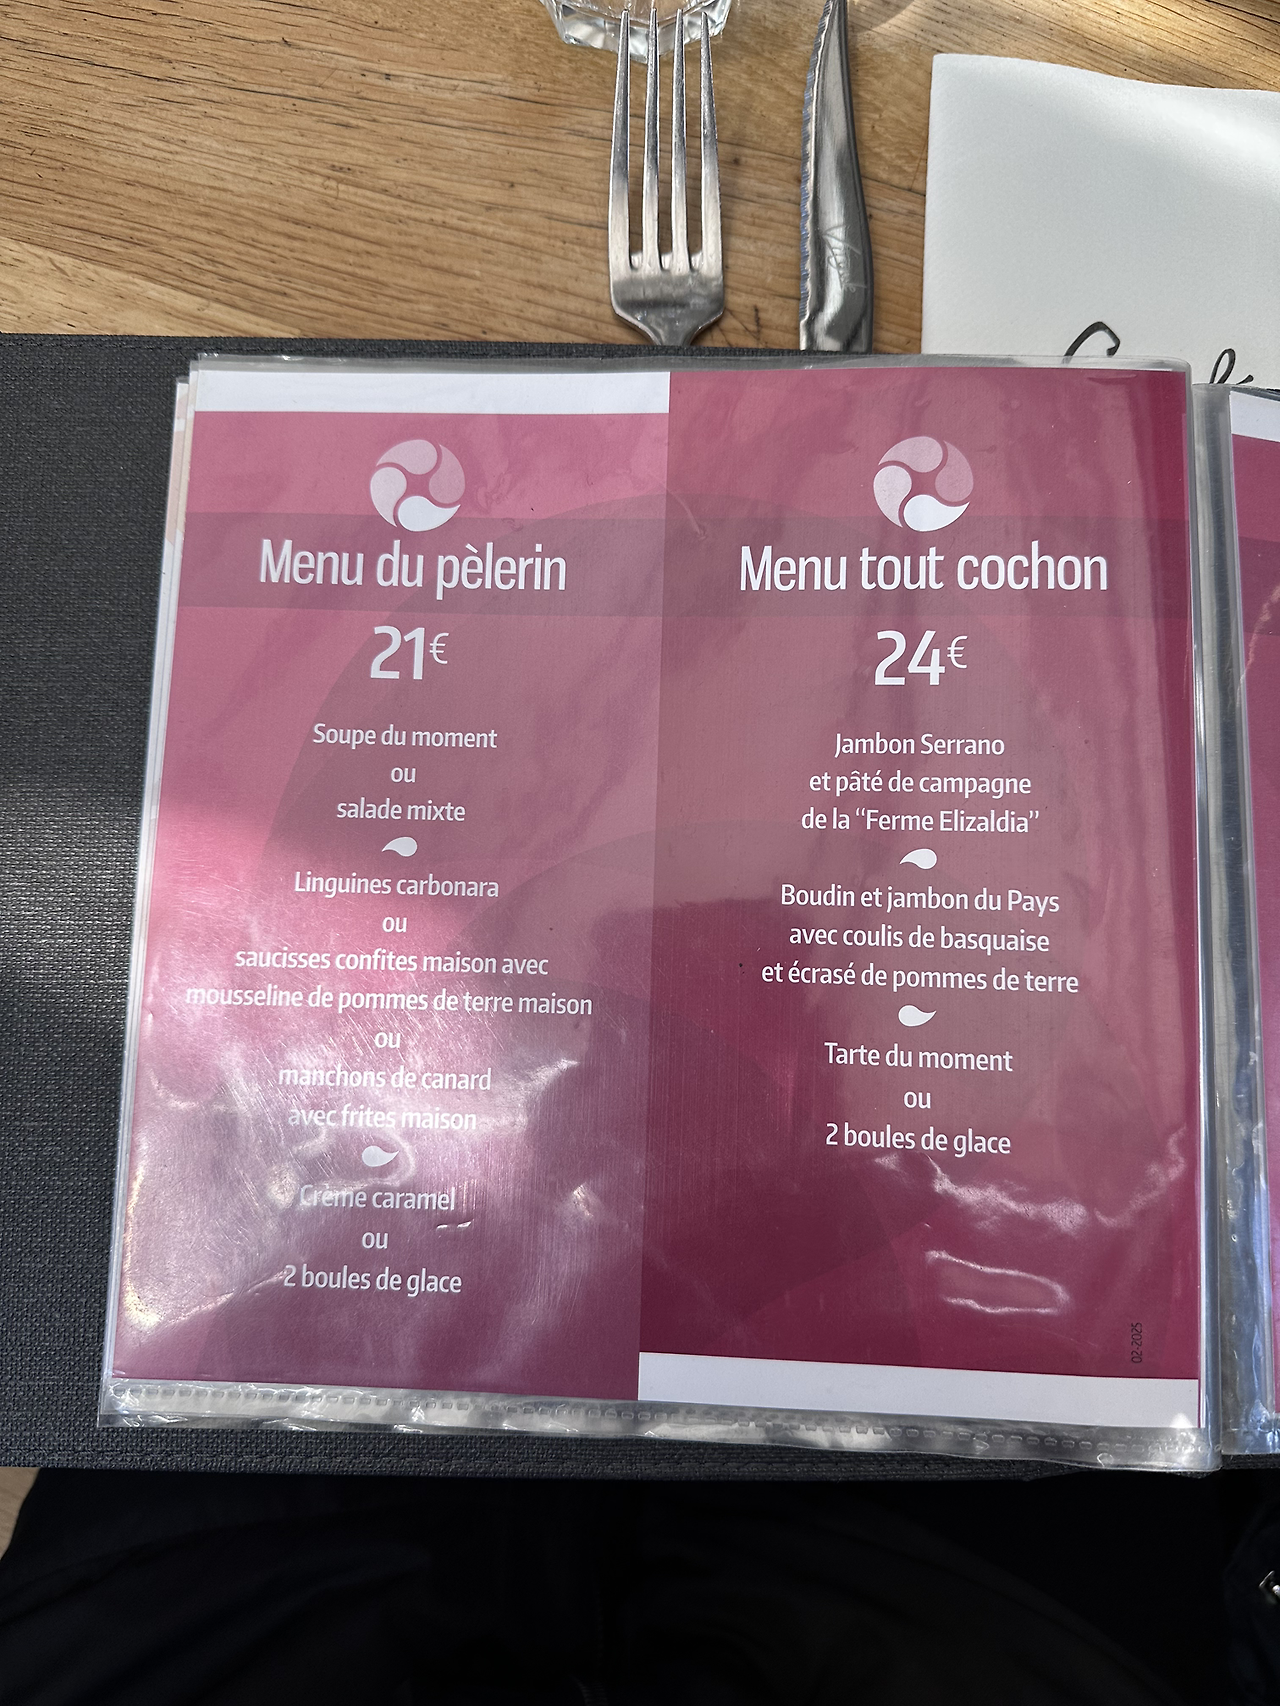 Menu du pèlerin
21€
Soupe du moment
ou
salade mixte
Linguines carbonara
ou
saucisses confites maison avec
mousseline de pommes de terre maison
ou
manchons de canard
avec frites maison
Crème caramel
ou
2 boules de glace
Menu tout cochon
24€
Jambon Serrano
et pâté de campagne
de la “Ferme Elizaldia”
Boudin et jambon du Pays
avec coulis de basquaise
et écrasé de pommes de terre
Tarte du moment
ou
2 boules de glace
02-2025